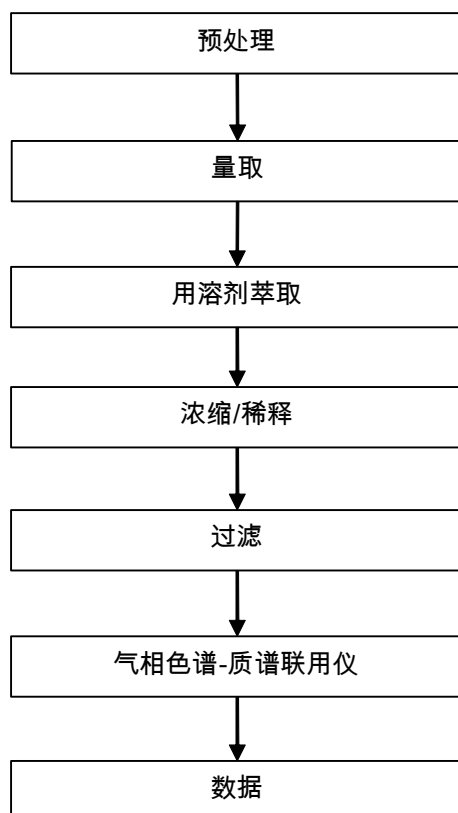 预处理
量取
用溶剂萃取
浓缩/稀释
过滤
气相色谱-质谱联用仪
数据